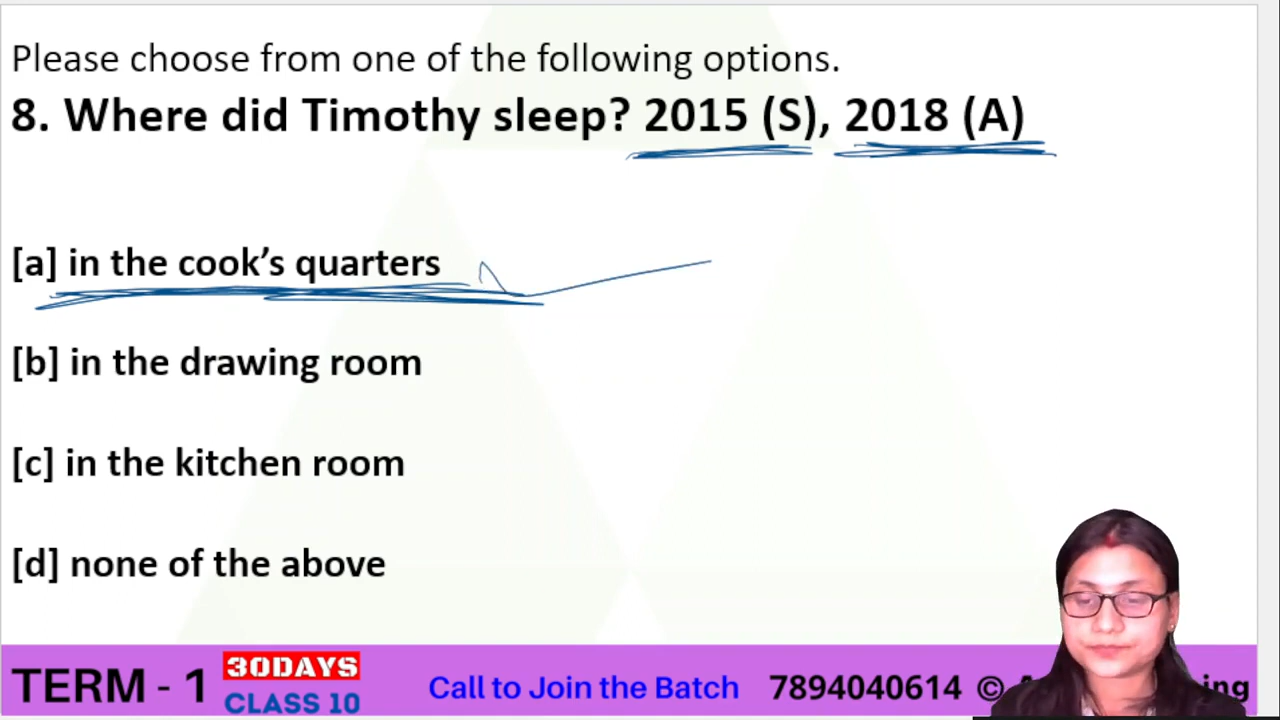 Please choose from one of the following options.
8. Where did Timothy sleep? 2015 (S), 2018 (A)
[a] in the cook's quarters
[b] in the drawing room
[c] in the kitchen room
[d] none of the above
TERM - 1 30DAYS CLASS 10 Call to Join the Batch 7894040614 ©